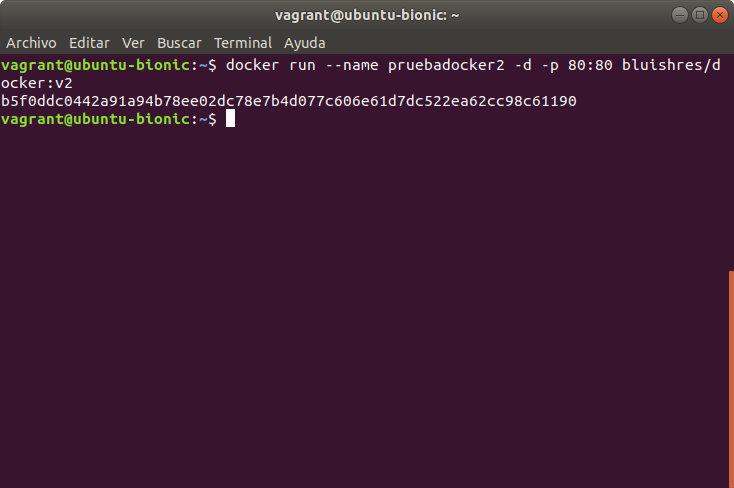 vagrant@ubuntu-bionic: ~
Archivo Editar Ver Buscar Terminal Ayuda
vagrant@ubuntu-bionic:~$ docker run --name pruebadocker2 -d -p 80:80 bluishres/d
ocker:v2
b5f0ddc0442a91a94b78ee02dc78e7b4d077c606e61d7dc522ea62cc98c61190
vagrant@ubuntu-bionic:~$